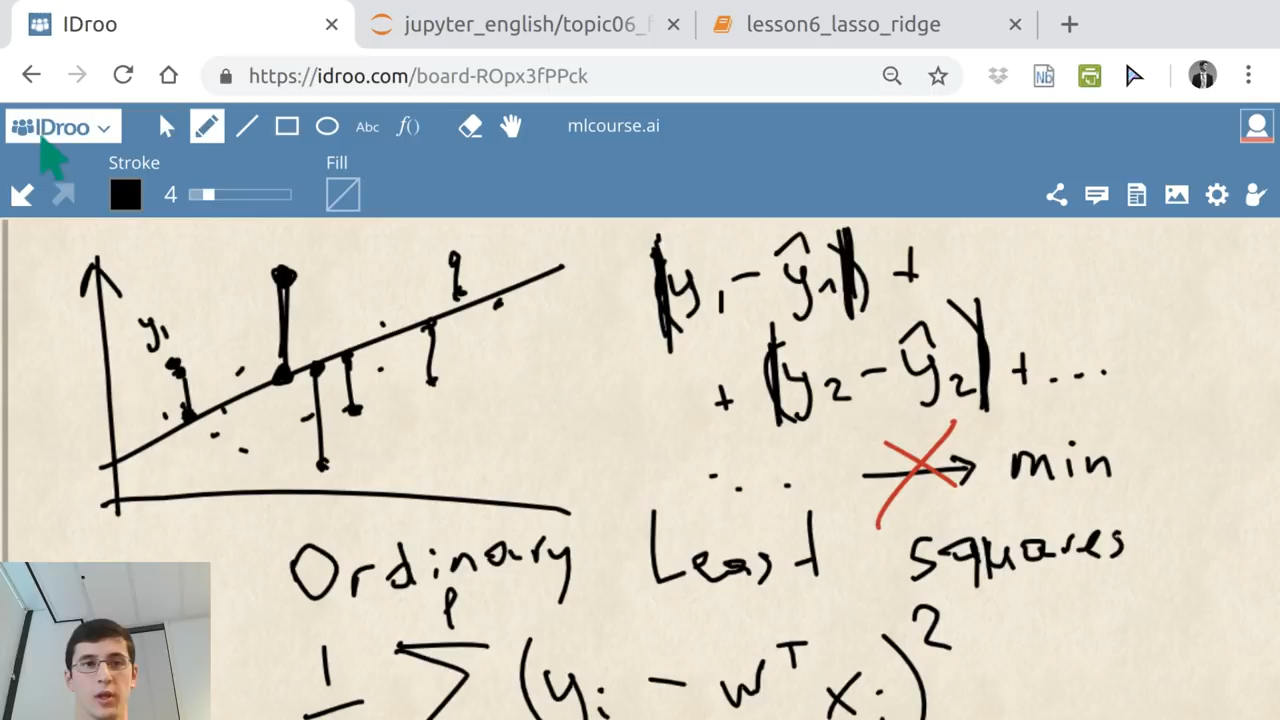 IDroo
jupyter_english/topic06_f
lesson6_lasso_ridge
https://idroo.com/board-ROpx3fPPck
IDroo
Abc
f()
mlcourse.ai
Stroke
Fill
4
y₁
|y₁ - ŷ₁| +
+ |y₂ - ŷ₂| + ...
... → min
Ordinary Least squares
1 ∑ (yᵢ - wᵀ xᵢ)²